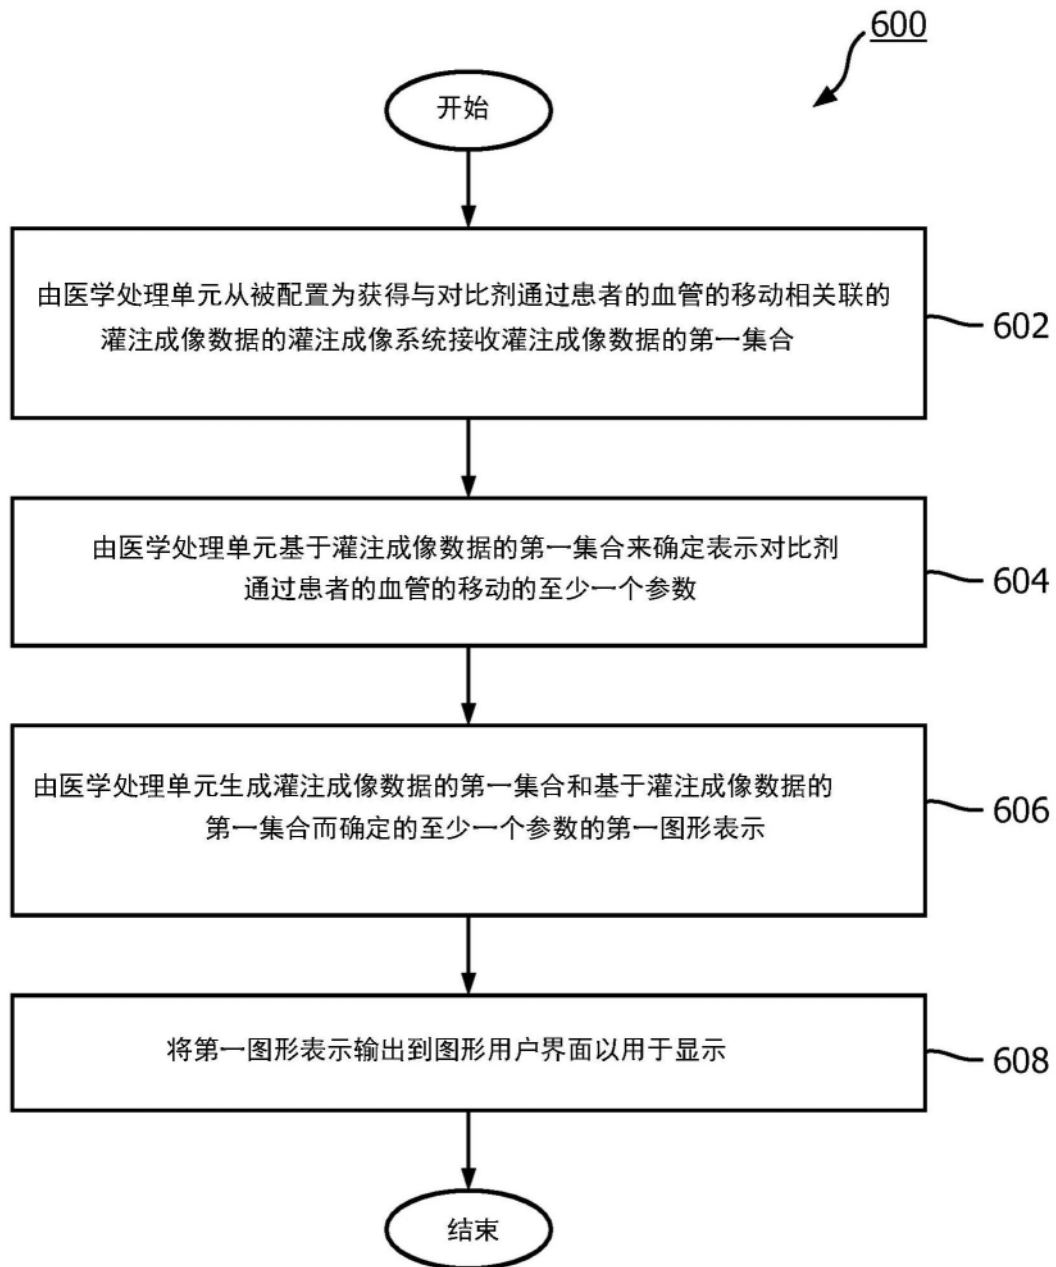 600
开始
由医学处理单元从被配置为获得与对比剂通过患者的血管的移动相关联的
灌注成像数据的灌注成像系统接收灌注成像数据的第一集合
602
由医学处理单元基于灌注成像数据的第一集合来确定表示对比剂
通过患者的血管的移动的至少一个参数
604
由医学处理单元生成灌注成像数据的第一集合和基于灌注成像数据的
第一集合而确定的至少一个参数的第一图形表示
606
将第一图形表示输出到图形用户界面以用于显示
608
结束